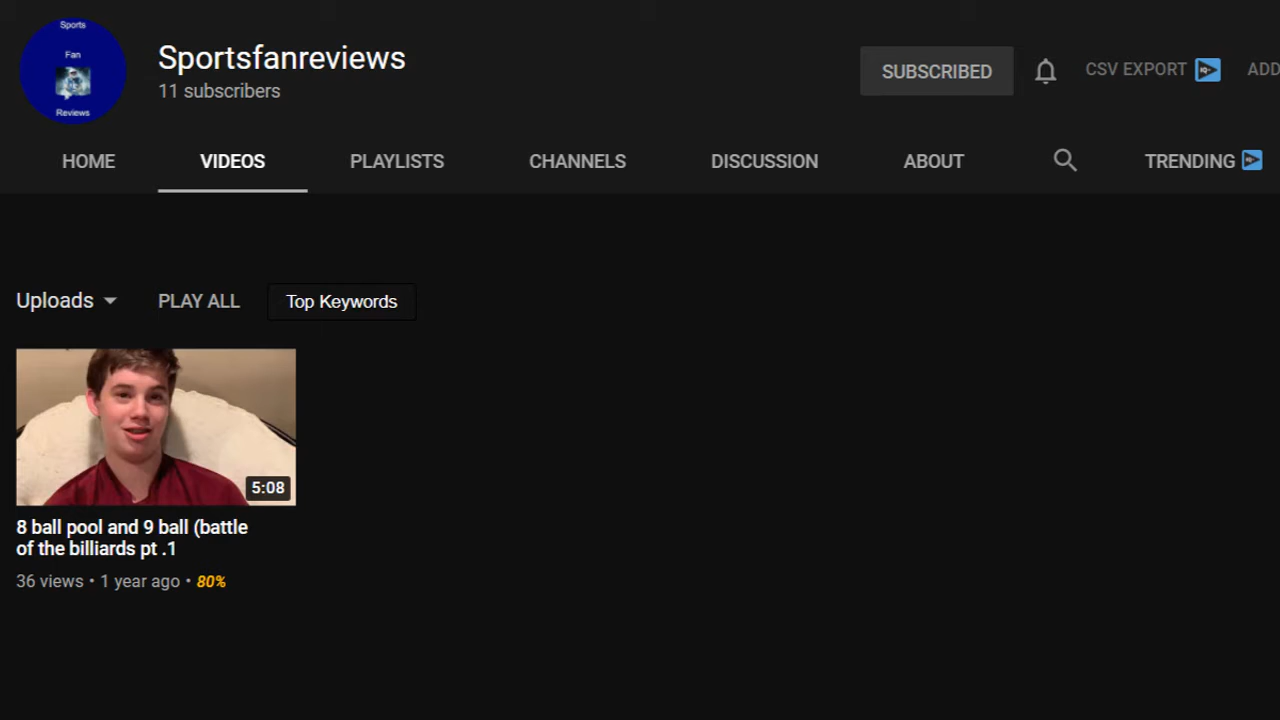 Sports
Fan
Reviews
Sportsfanreviews
11 subscribers
SUBSCRIBED
CSV EXPORT
ADD
HOME
VIDEOS
PLAYLISTS
CHANNELS
DISCUSSION
ABOUT
TRENDING
Uploads
PLAY ALL
Top Keywords
5:08
8 ball pool and 9 ball (battle
of the billiards pt .1
36 views • 1 year ago • 80%